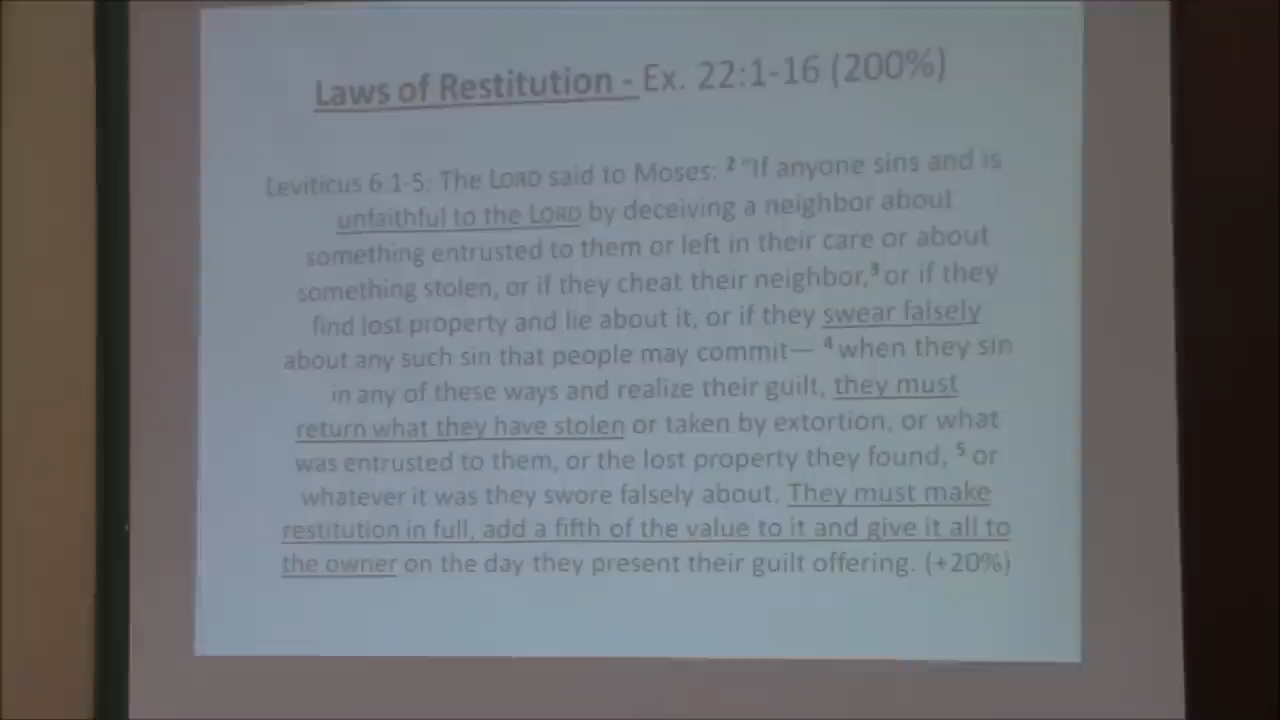 Laws of Restitution - Ex. 22:1-16 (200%)
Leviticus 6.1-5: The LORD said to Moses: 2 "If anyone sins and is
unfaithful to the LORD by deceiving a neighbor about
something entrusted to them or left in their care or about
something stolen, or if they cheat their neighbor,3 or if they
find lost property and lie about it, or if they swear falsely
about any such sin that people may commit— 4 when they sin
in any of these ways and realize their guilt, they must
return what they have stolen or taken by extortion, or what
was entrusted to them, or the lost property they found, 5 or
whatever it was they swore falsely about. They must make
restitution in full, add a fifth of the value to it and give it all to
the owner on the day they present their guilt offering. (+20%)